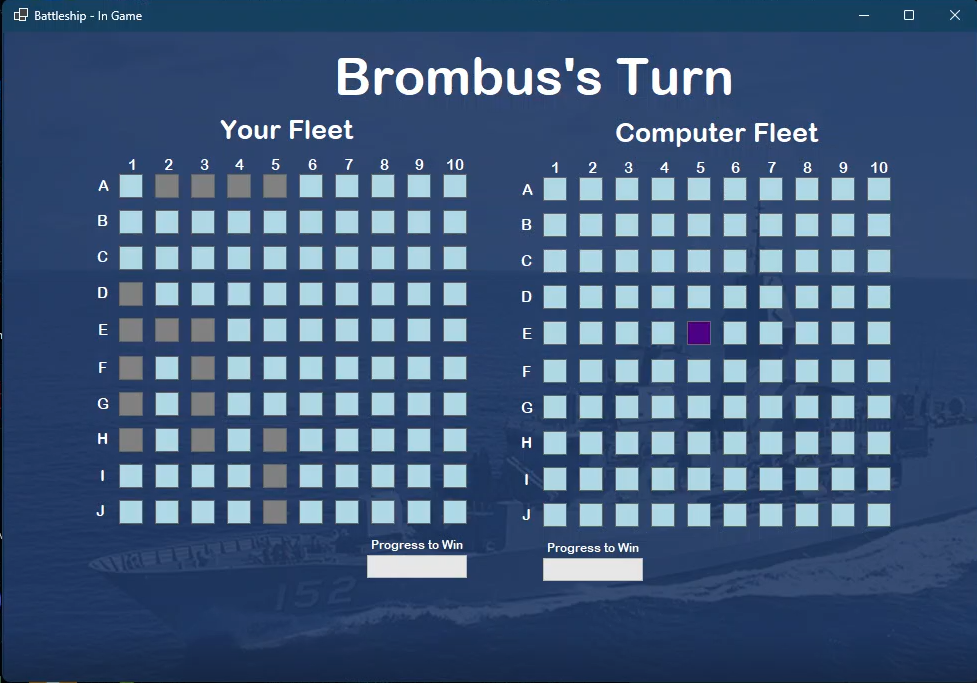 Battleship - In Game
Brombus's Turn
Your Fleet
1 2 3 4 5 6 7 8 9 10
A
B
C
D
E
F
G
H
I
J
Progress to Win
Computer Fleet
1 2 3 4 5 6 7 8 9 10
A
B
C
D
E
F
G
H
I
J
Progress to Win
152